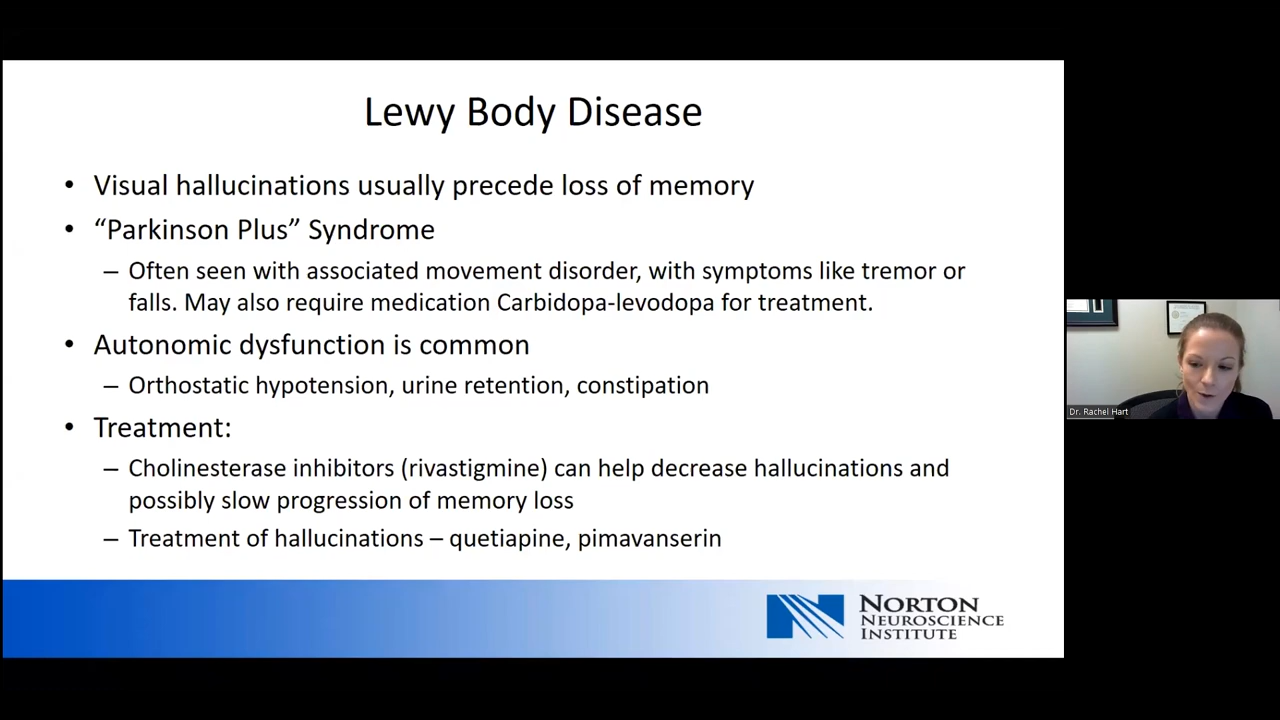 Lewy Body Disease
• Visual hallucinations usually precede loss of memory
• “Parkinson Plus” Syndrome
– Often seen with associated movement disorder, with symptoms like tremor or
falls. May also require medication Carbidopa-levodopa for treatment.
• Autonomic dysfunction is common
– Orthostatic hypotension, urine retention, constipation
• Treatment:
– Cholinesterase inhibitors (rivastigmine) can help decrease hallucinations and
possibly slow progression of memory loss
– Treatment of hallucinations – quetiapine, pimavanserin
NORTON
NEUROSCIENCE
INSTITUTE
Dr. Rachel Hart